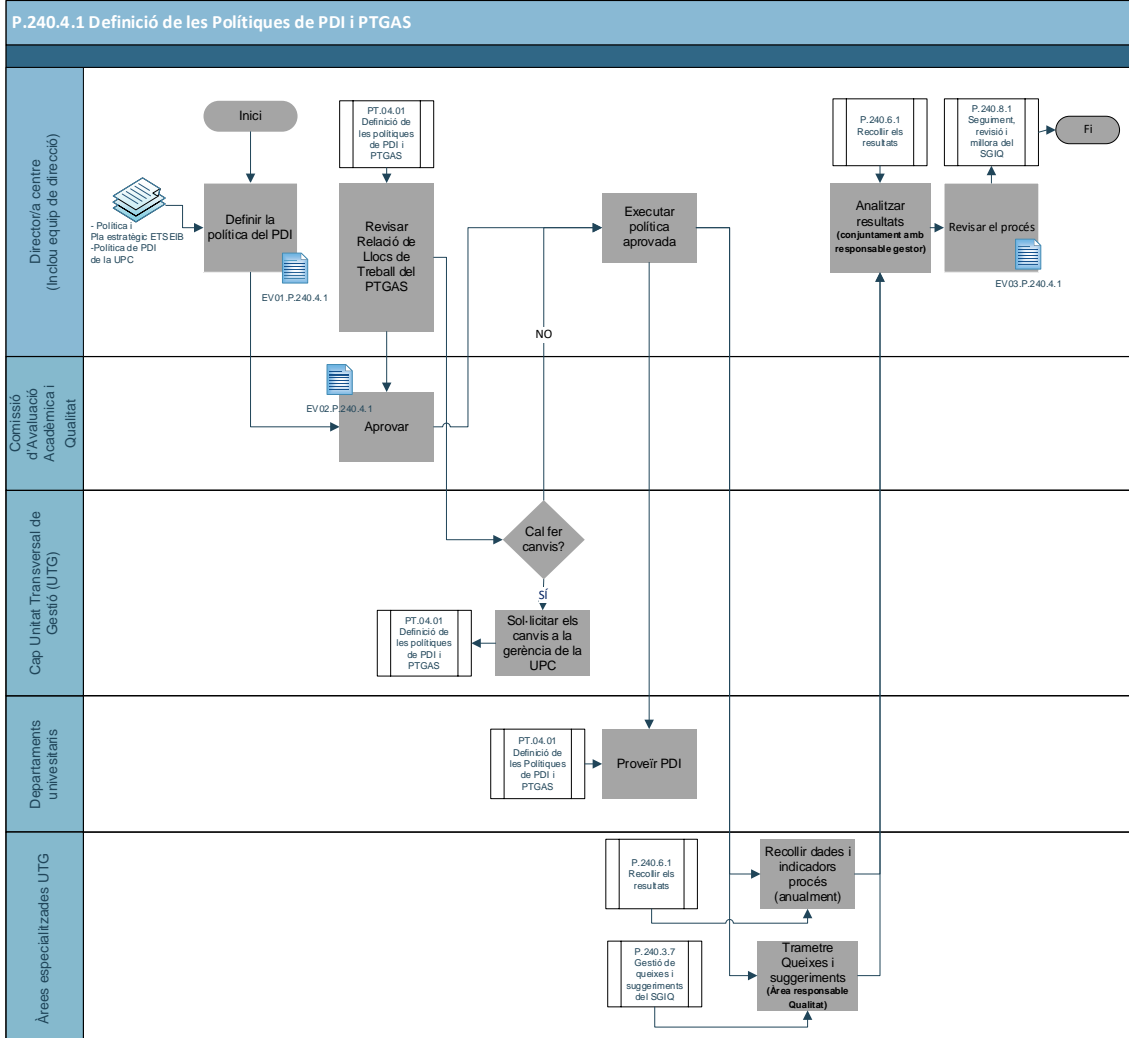 P.240.4.1 Definició de les Polítiques de PDI i PTGAS
Director/a centre
(Inclou equip de direcció)
Inici
- Política i
Pla estratègic ETSEIB
-Política de PDI
de la UPC
Definir la
política del PDI
EV01.P.240.4.1
PT.04.01
Definició de
les polítiques
de PDI i
PTGAS
Revisar
Relació de
Llocs de
Treball del
PTGAS
Executar
política
aprovada
P.240.6.1
Recollir els
resultats
Analitzar
resultats
(conjuntament amb
responsable gestor)
P.240.8.1
Seguiment,
revisió i
millora del
SGIQ
Revisar el procés
EV03.P.240.4.1
Fi
NO
Comissió
d'Avaluació
Acadèmica i
Qualitat
EV02.P.240.4.1
Aprovar
Cap Unitat Transversal de
Gestió (UTG)
Cal fer
canvis?
SÍ
PT.04.01
Definició de
les polítiques
de PDI i
PTGAS
Sol·licitar els
canvis a la
gerència de la
UPC
Departaments
univesitaris
PT.04.01
Definició de
les Polítiques
de PDI i
PTGAS
Proveïr PDI
Àrees especialitzades UTG
P.240.6.1
Recollir els
resultats
Recollir dades i
indicadors
procés
(anualment)
P.240.3.7
Gestió de
queixes i
suggeriments
del SGIQ
Trametre
Queixes i
suggeriments
(Àrea responsable
Qualitat)